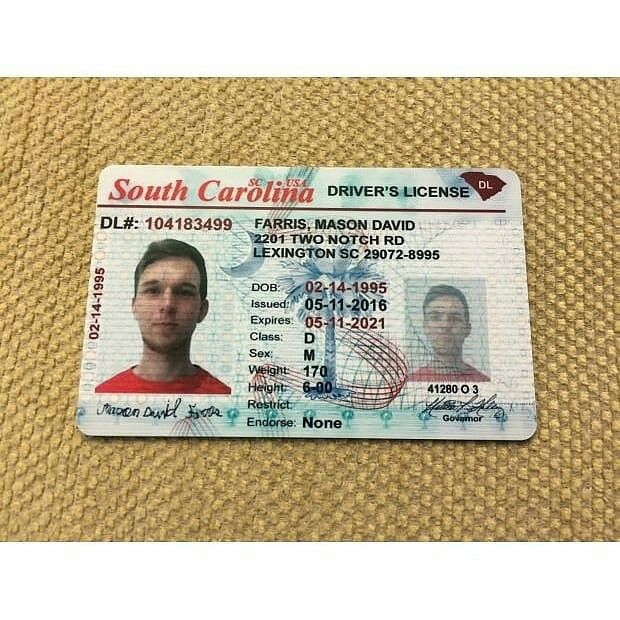 South Carolina
SC USA
DRIVER'S LICENSE
DL
DL#: 104183499
FARRIS, MASON DAVID
2201 TWO NOTCH RD
LEXINGTON SC 29072-8995
02-14-1995
DOB: 02-14-1995
Issued: 05-11-2016
Expires: 05-11-2021
Class: D
Sex: M
Weight: 170
Height: 6-00
Restrict:
Endorse: None
41280 O 3
Governor
Mason David